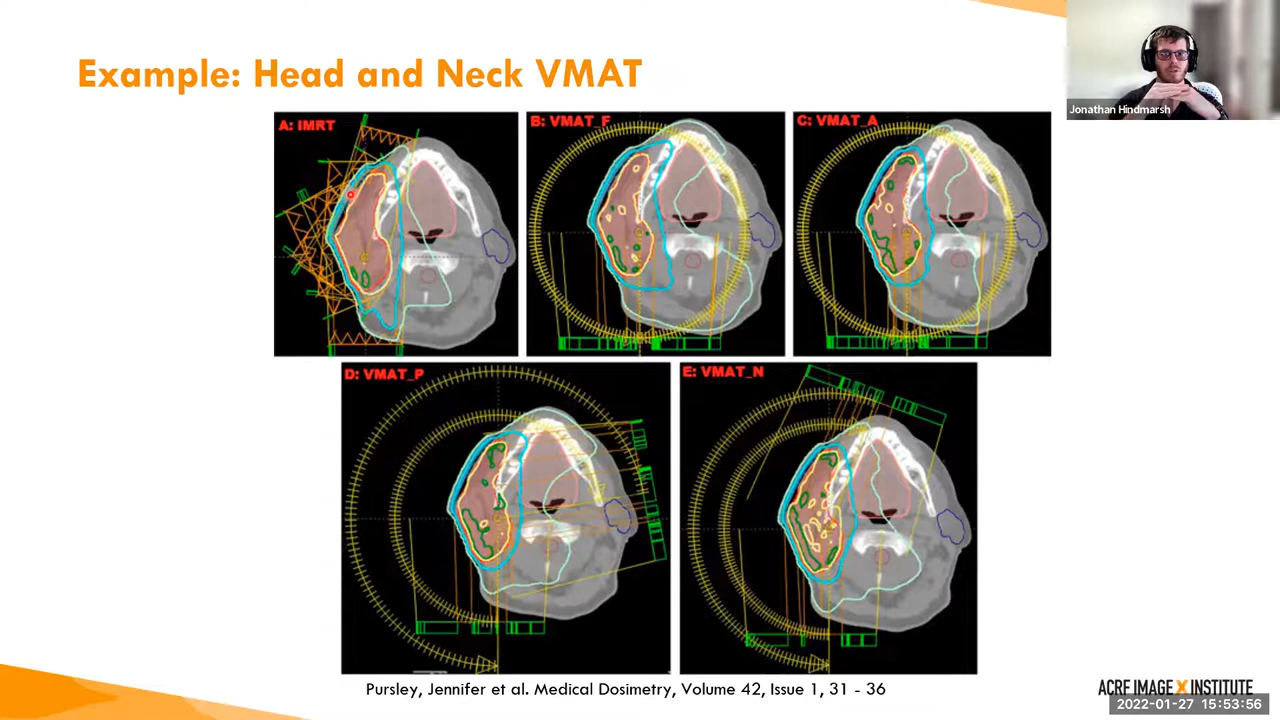 Example: Head and Neck VMAT
Jonathan Hindmarsh
A: IMRT
B: VMAT_F
C: VMAT_A
D: VMAT_P
E: VMAT_N
Pursley, Jennifer et al. Medical Dosimetry, Volume 42, Issue 1, 31 - 36
ACRF IMAGE X INSTITUTE
2022-01-27 15:53:56